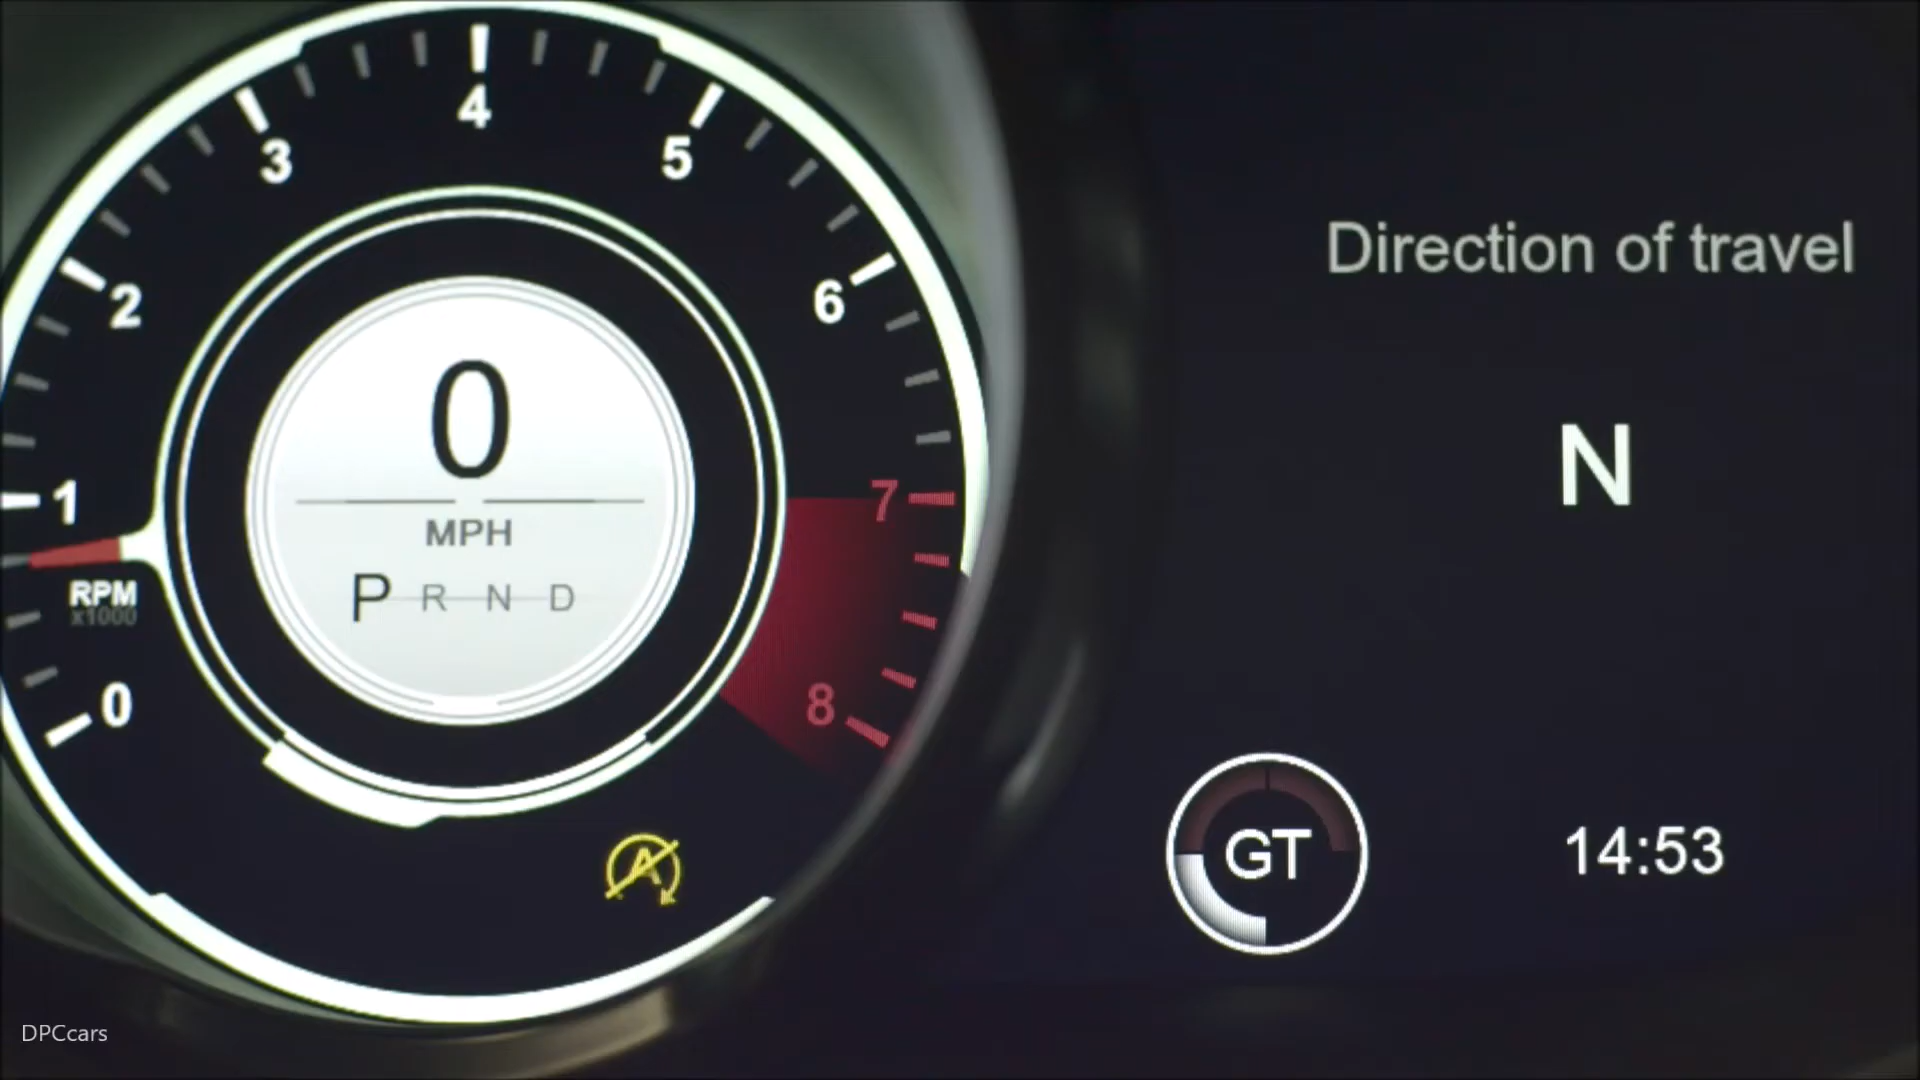 4
3
5
2
6
0
MPH
P R N D
1
7
RPM
x1000
0
8
A
Direction of travel
N
GT
14:53
DPCcars